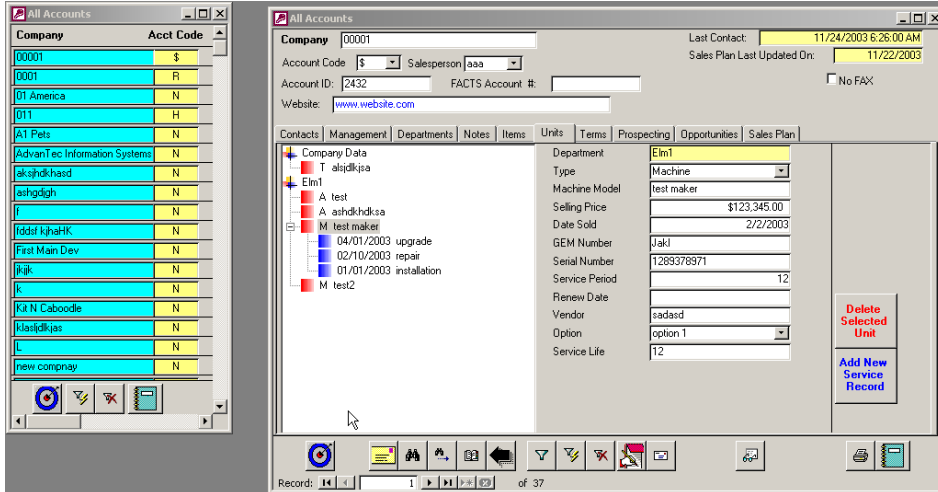 All Accounts
Company Acct Code
00001 $
0001 R
01 America N
011 H
A1 Pets N
AdvanTec Information Systems N
aksjhdkhasd N
ashgdjgh N
f N
fddsf kjhaHK N
First Main Dev N
jkjjk N
k N
Kit N Caboodle N
klasljdlkjas N
L N
new compnay N
All Accounts
Company 00001
Last Contact: 11/24/2003 6:26:00 AM
Account Code $ Salesperson aaa
Sales Plan Last Updated On: 11/22/2003
Account ID: 2432 FACTS Account #:
No FAX
Website: www.website.com
Contacts Management Departments Notes Items Units Terms Prospecting Opportunities Sales Plan
Company Data
T alsjdlkjsa
Elm1
A test
A ashdkhdksa
M test maker
04/01/2003 upgrade
02/10/2003 repair
01/01/2003 installation
M test2
Department Elm1
Type Machine
Machine Model test maker
Selling Price $123,345.00
Date Sold 2/2/2003
GEM Number Jakl
Serial Number 1289378971
Service Period 12
Renew Date
Vendor sadasd
Option option 1
Service Life 12
Delete
Selected
Unit
Add New
Service
Record
Record: 1 of 37